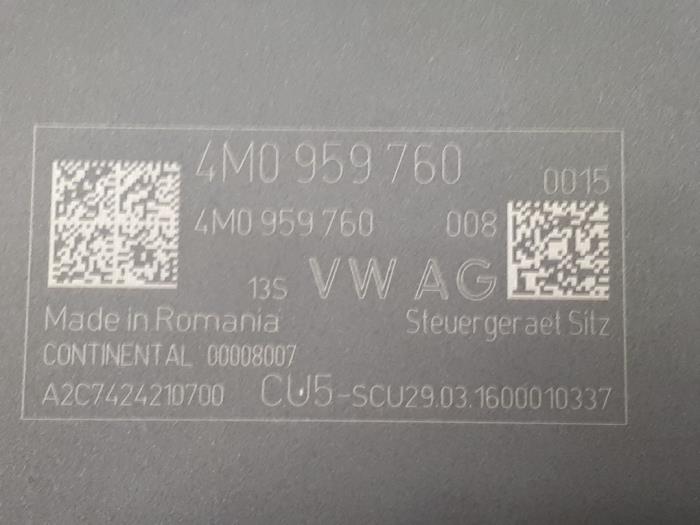 4M0 959 760
0015
4M0 959 760 008
13S VW AG
Made in Romania Steuergeraet Sitz
CONTINENTAL 00008007
A2C7424210700 CU5-SCU29.03.1600010337